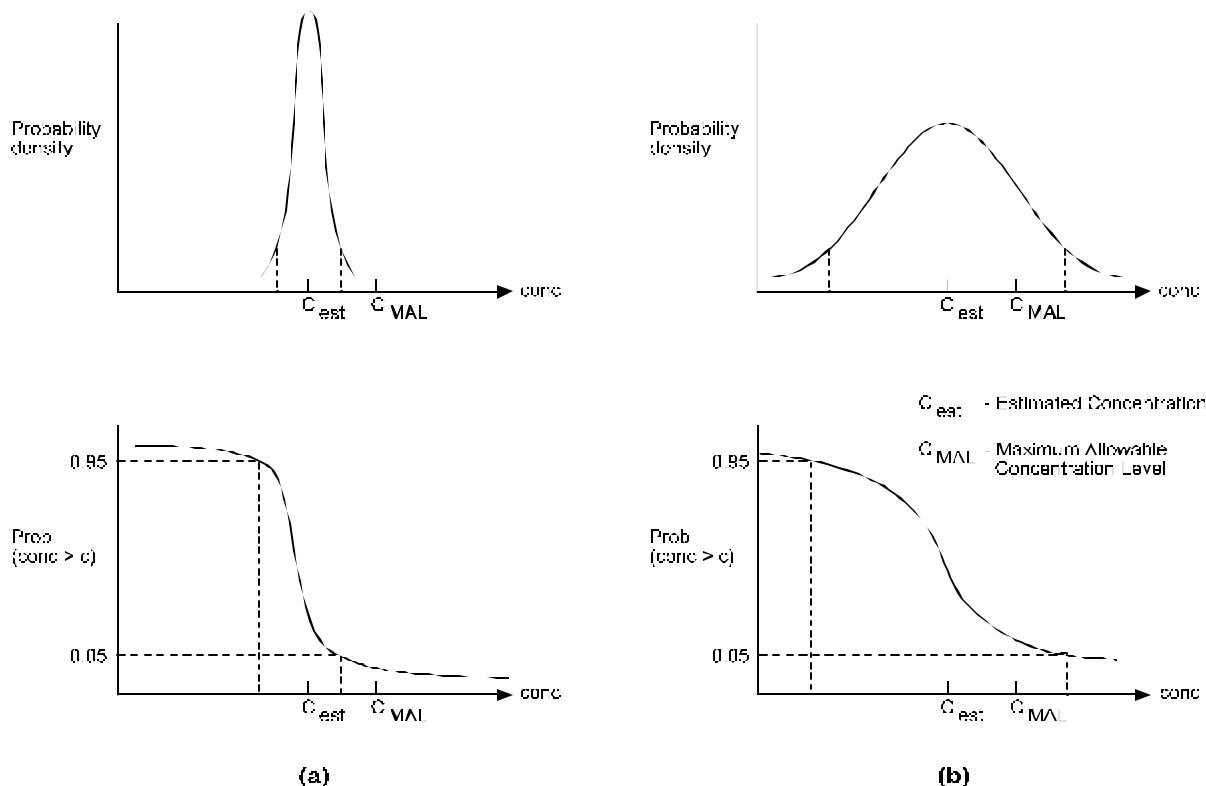 Probability
density
conc
C est
C MAL
Probability
density
conc
C est
C MAL
C est - Estimated Concentration
C MAL - Maximum Allowable
Concentration Level
0.95
Prob
(conc > c)
0.05
conc
C est
C MAL
0.95
Prob
(conc > c)
0.05
conc
C est
C MAL
(a)
(b)